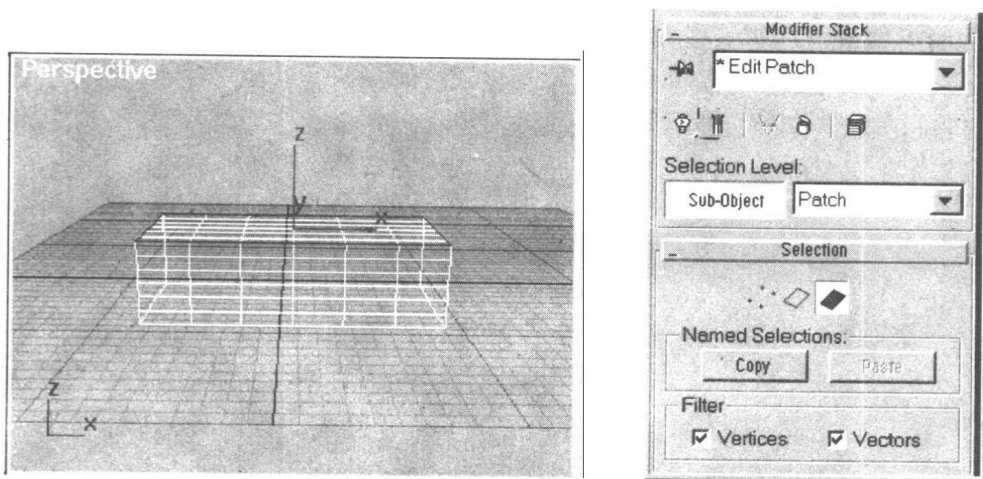 Perspective
z
y
x
z
x
- Modifier Stack
* Edit Patch
Selection Level:
Sub-Object Patch
- Selection
Named Selections:
Copy Paste
Filter
Vertices Vectors